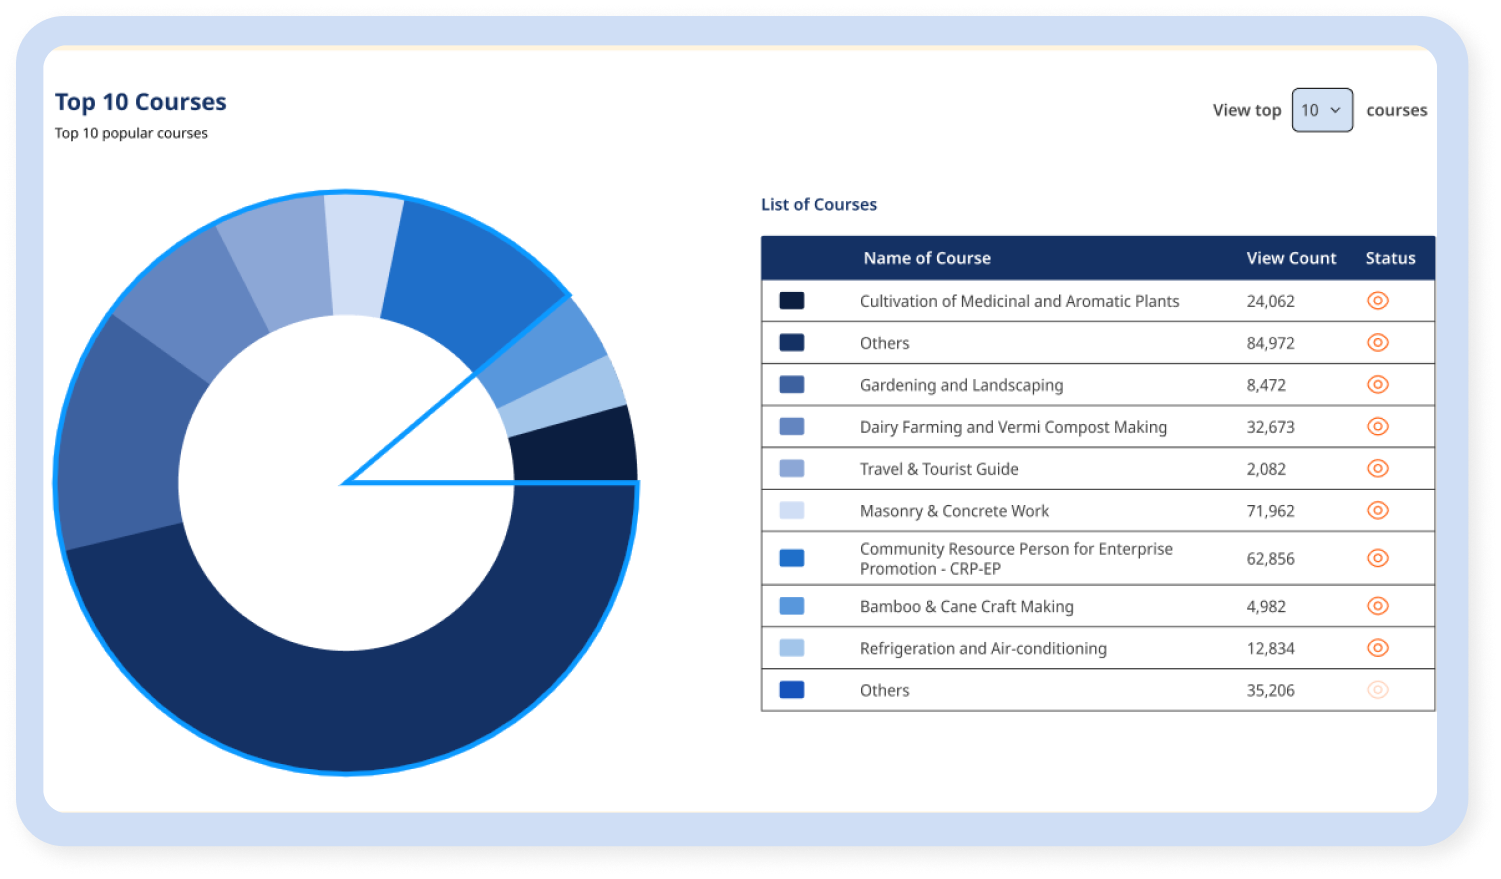 Top 10 Courses
Top 10 popular courses
View top 10 courses
List of Courses
Name of Course View Count Status
Cultivation of Medicinal and Aromatic Plants 24,062
Others 84,972
Gardening and Landscaping 8,472
Dairy Farming and Vermi Compost Making 32,673
Travel & Tourist Guide 2,082
Masonry & Concrete Work 71,962
Community Resource Person for Enterprise
Promotion - CRP-EP 62,856
Bamboo & Cane Craft Making 4,982
Refrigeration and Air-conditioning 12,834
Others 35,206